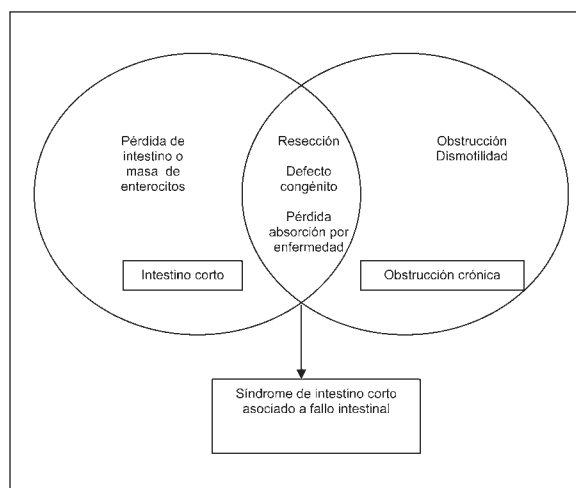 Pérdida de
intestino o
masa de
enterocitos
Intestino corto
Resección
Defecto
congénito
Pérdida
absorción por
enfermedad
Obstrucción
Dismotilidad
Obstrucción crónica
Síndrome de intestino corto
asociado a fallo intestinal